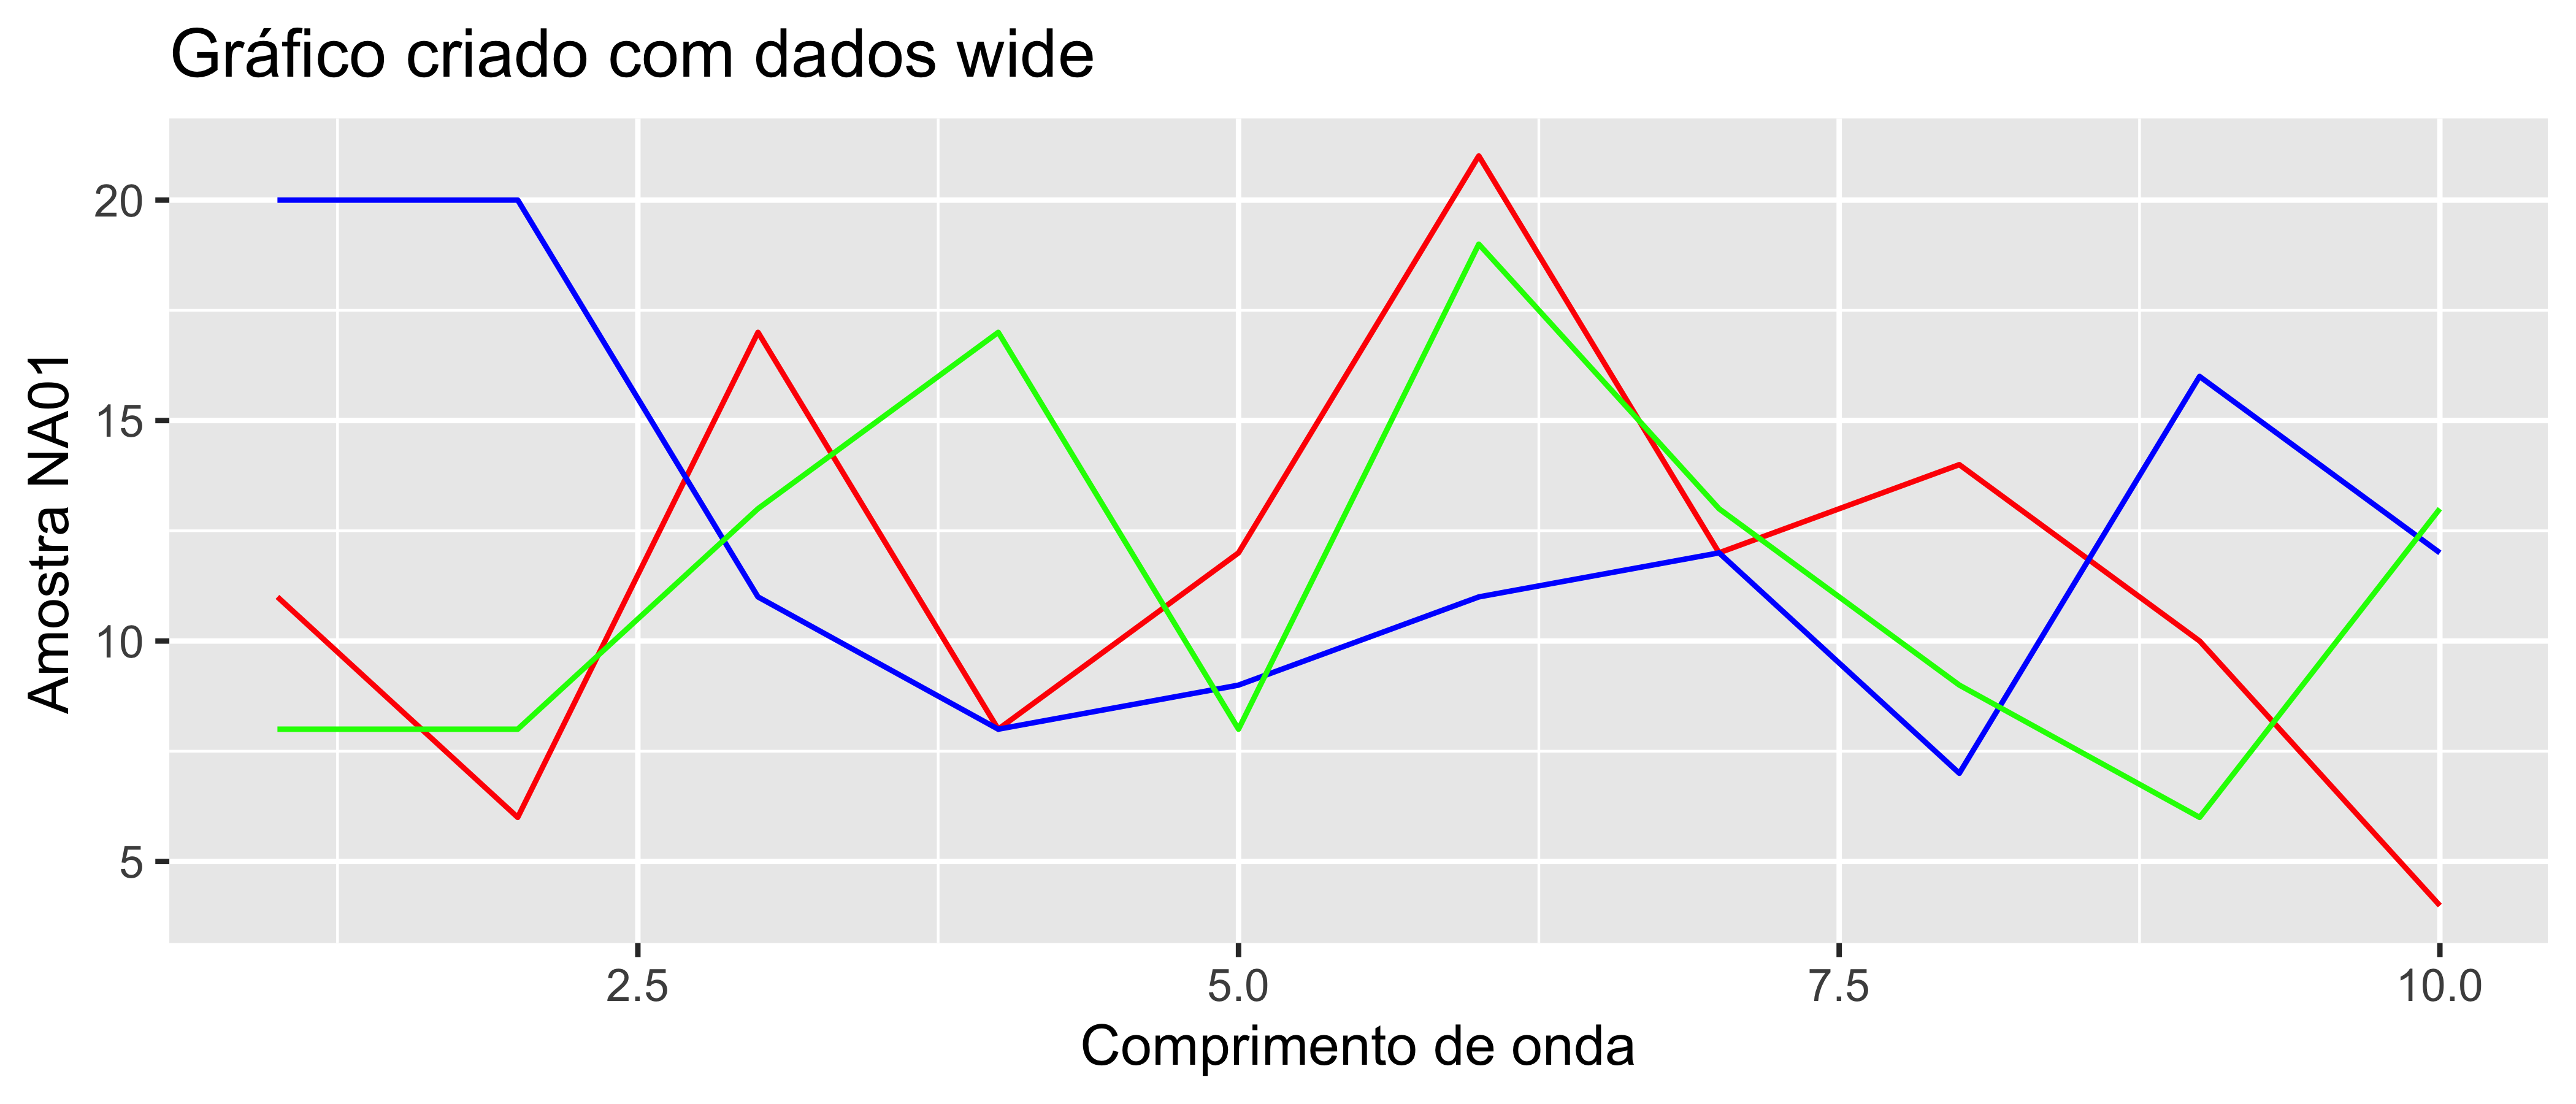 Gráfico criado com dados wide
Amostra NA01
20
15
10
5
2.5 5.0 7.5 10.0
Comprimento de onda